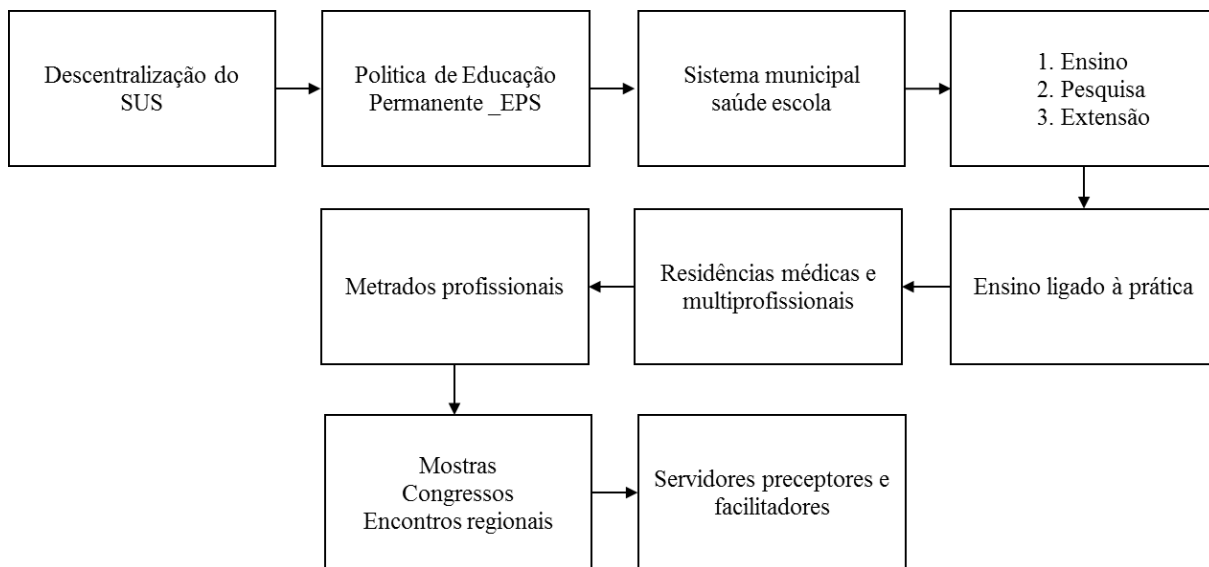 Descentralização do
SUS
Politica de Educação
Permanente _EPS
Sistema municipal
saúde escola
1. Ensino
2. Pesquisa
3. Extensão
Ensino ligado à prática
Residências médicas e
multiprofissionais
Metrados profissionais
Mostras
Congressos
Encontros regionais
Servidores preceptores e
facilitadores